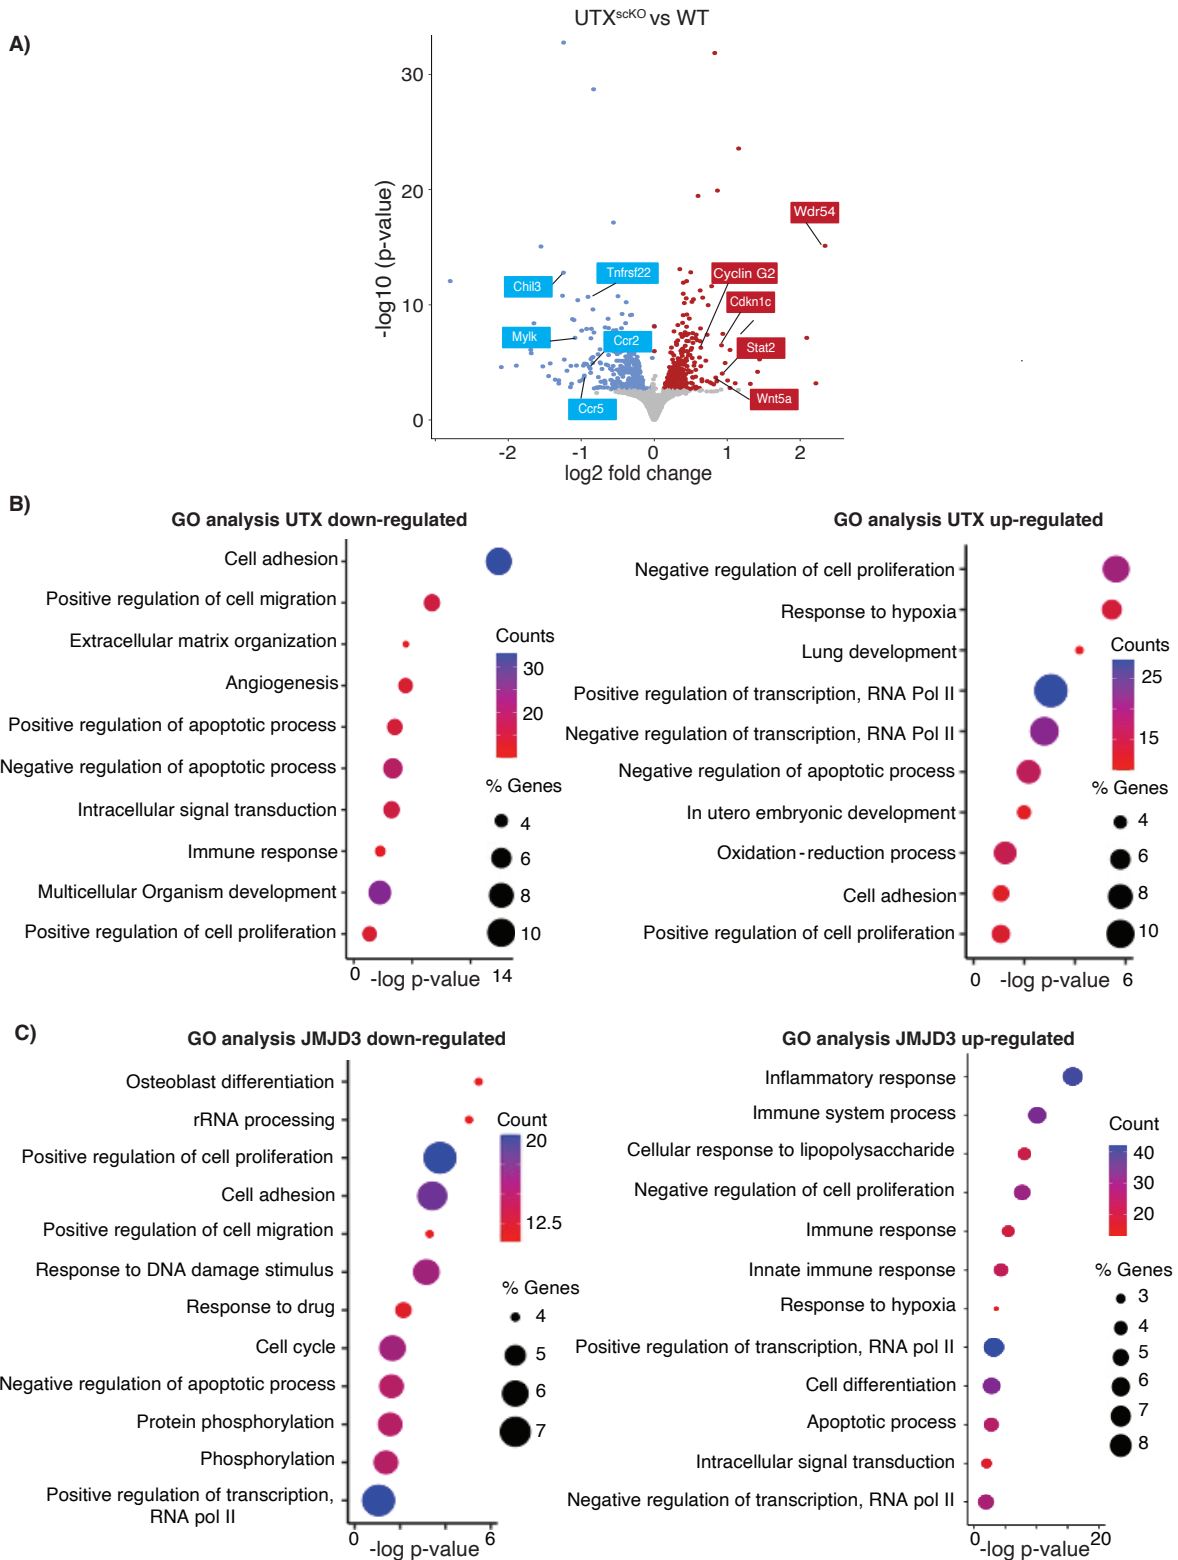 UTXscKO vs WT
A)
30
20
10
0
-log10 (p-value)
Wdr54
Chil3
Tnfrsf22
Cyclin G2
Cdkn1c
Mylk
Ccr2
Stat2
Ccr5
Wnt5a
-2
-1
0
1
2
log2 fold change
B)
GO analysis UTX down-regulated
Cell adhesion
Positive regulation of cell migration
Extracellular matrix organization
Angiogenesis
Positive regulation of apoptotic process
Negative regulation of apoptotic process
Intracellular signal transduction
Immune response
Multicellular Organism development
Positive regulation of cell proliferation
Counts
30
20
% Genes
4
6
8
10
0
-log p-value
14
GO analysis UTX up-regulated
Negative regulation of cell proliferation
Response to hypoxia
Lung development
Positive regulation of transcription, RNA Pol II
Negative regulation of transcription, RNA Pol II
Negative regulation of apoptotic process
In utero embryonic development
Oxidation-reduction process
Cell adhesion
Positive regulation of cell proliferation
Counts
25
15
% Genes
4
6
8
10
0
-log p-value
6
C)
GO analysis JMJD3 down-regulated
Osteoblast differentiation
rRNA processing
Positive regulation of cell proliferation
Cell adhesion
Positive regulation of cell migration
Response to DNA damage stimulus
Response to drug
Cell cycle
Negative regulation of apoptotic process
Protein phosphorylation
Phosphorylation
Positive regulation of transcription,
RNA pol II
Count
20
12.5
% Genes
4
5
6
7
0
-log p-value
6
GO analysis JMJD3 up-regulated
Inflammatory response
Immune system process
Cellular response to lipopolysaccharide
Negative regulation of cell proliferation
Immune response
Innate immune response
Response to hypoxia
Positive regulation of transcription, RNA pol II
Cell differentiation
Apoptotic process
Intracellular signal transduction
Negative regulation of transcription, RNA pol II
Count
40
30
20
% Genes
3
4
5
6
7
8
0
-log p-value
20